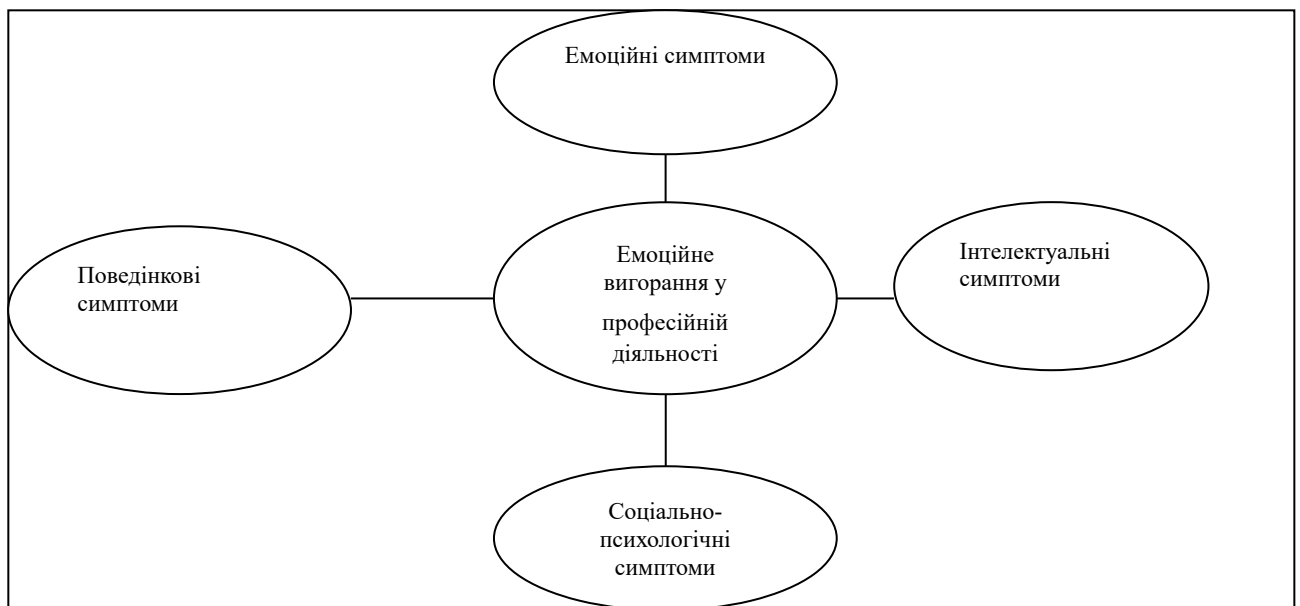 Емоційні симптоми
Поведінкові
симптоми
Емоційне
вигорання у
професійній
діяльності
Інтелектуальні
симптоми
Соціально-
психологічні
симптоми